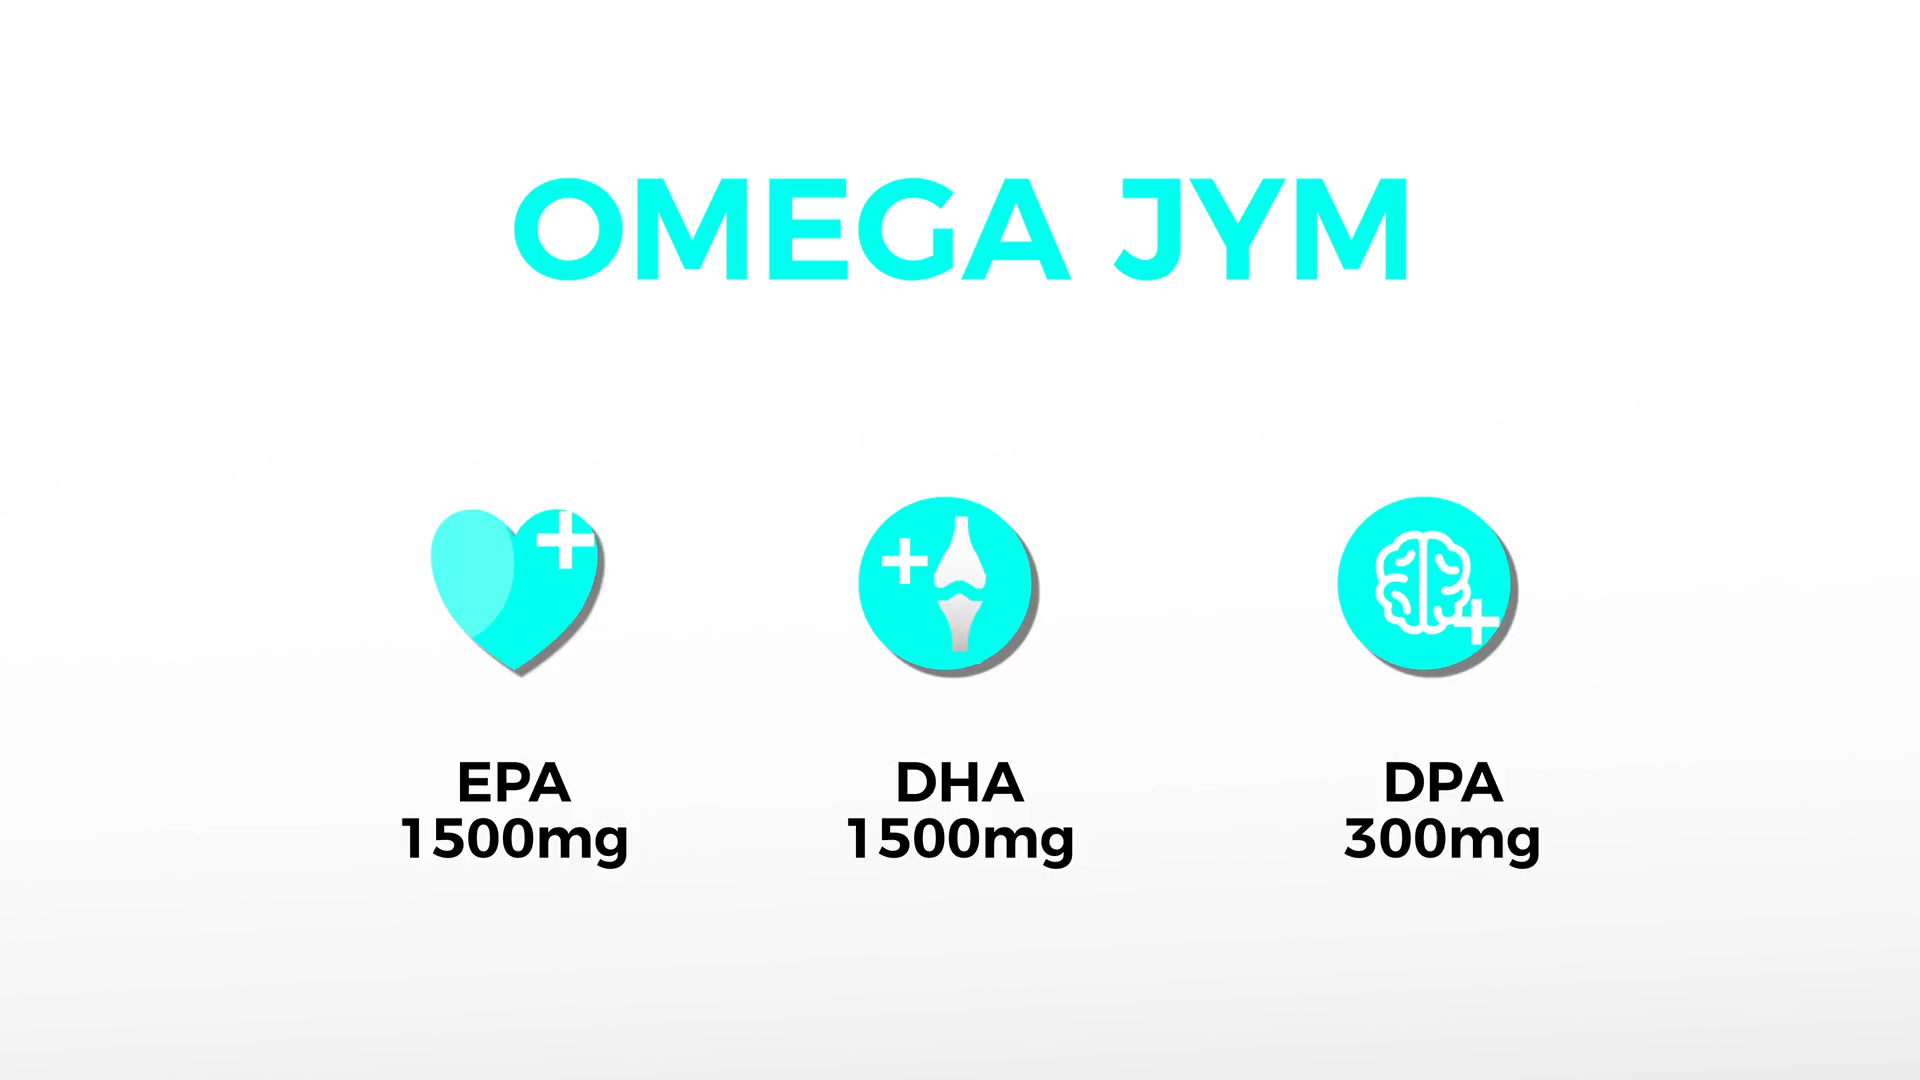 OMEGA JYM
EPA
1500mg
DHA
1500mg
DPA
300mg